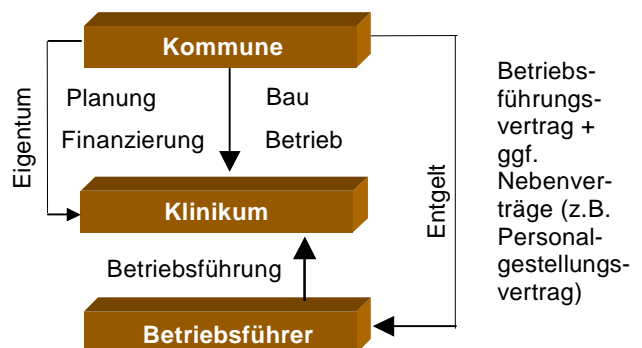 Kommune
Eigentum
Planung
Bau
Finanzierung
Betrieb
Klinikum
Betriebsführung
Betriebsführer
Entgelt
Betriebs-
führungs-
vertrag +
ggf.
Nebenver-
träge (z.B.
Personal-
gestellungs-
vertrag)